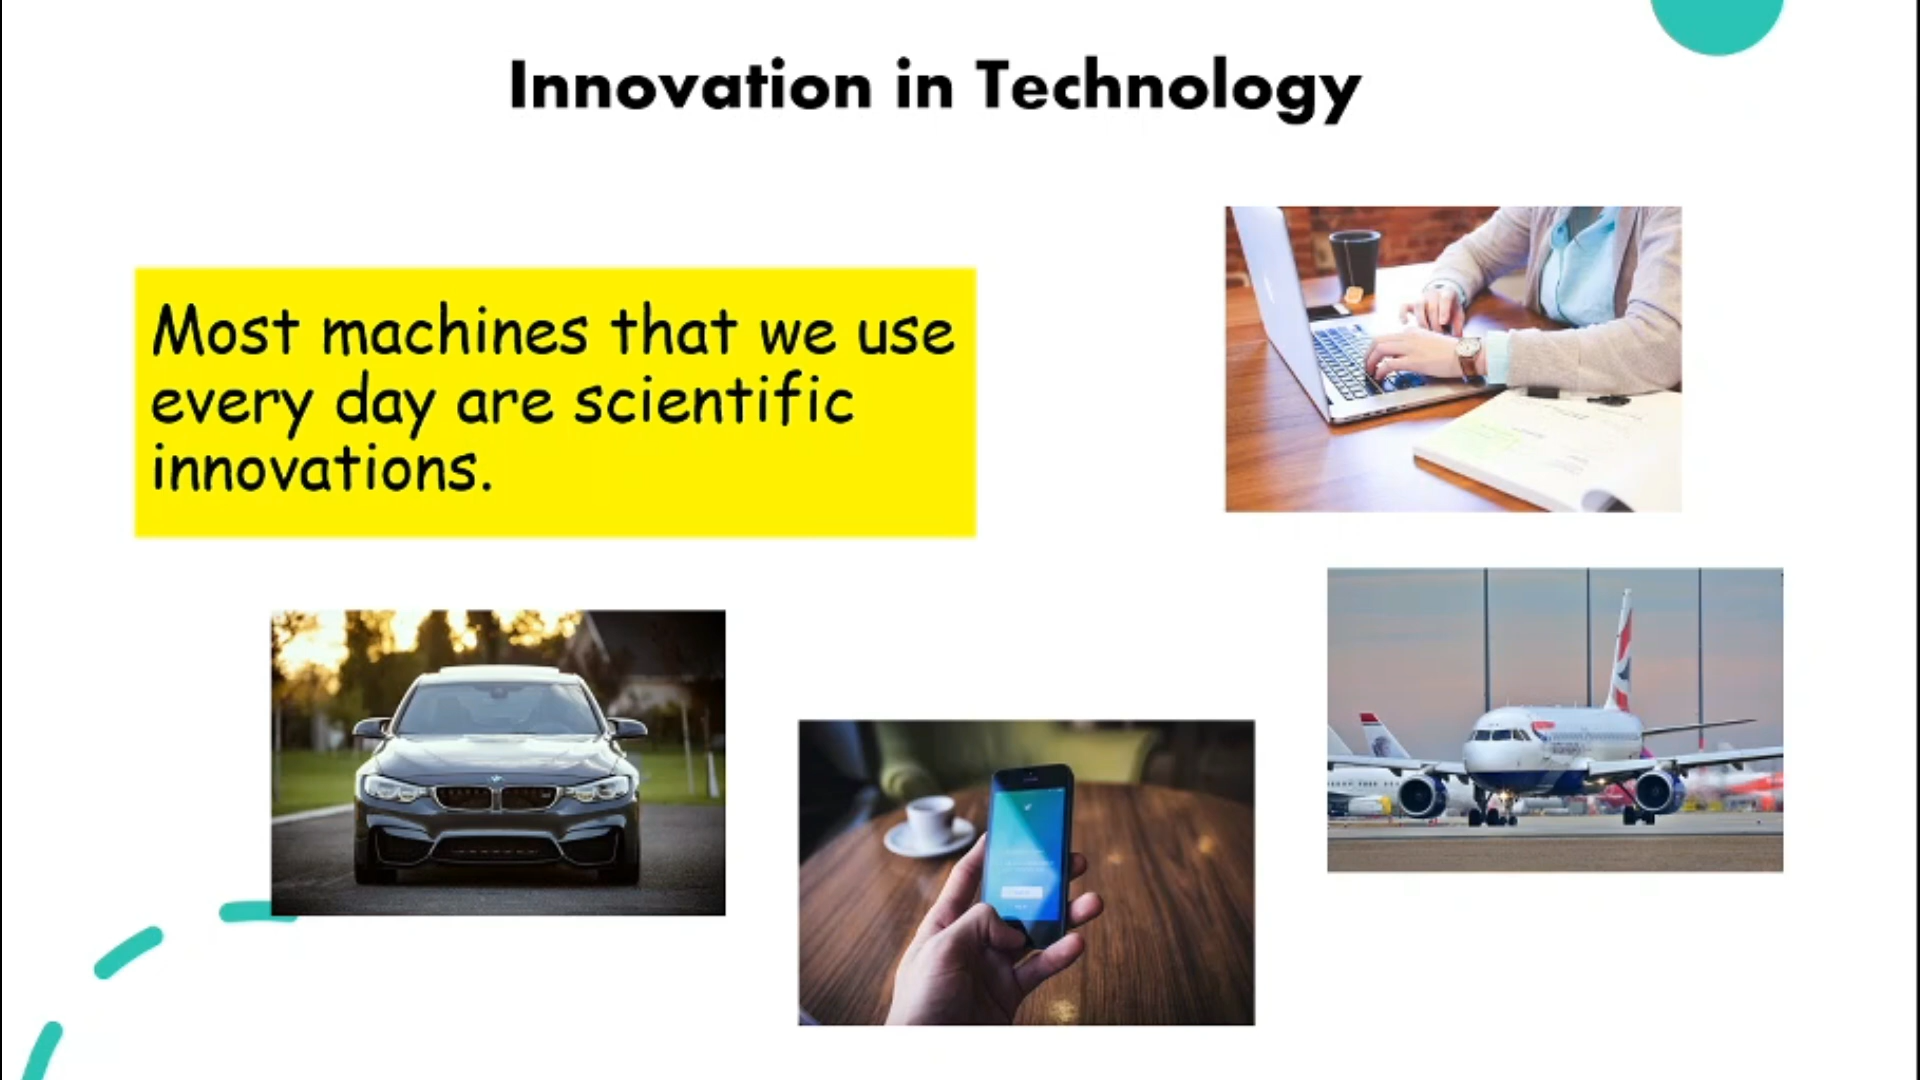 Innovation in Technology
Most machines that we use
every day are scientific
innovations.